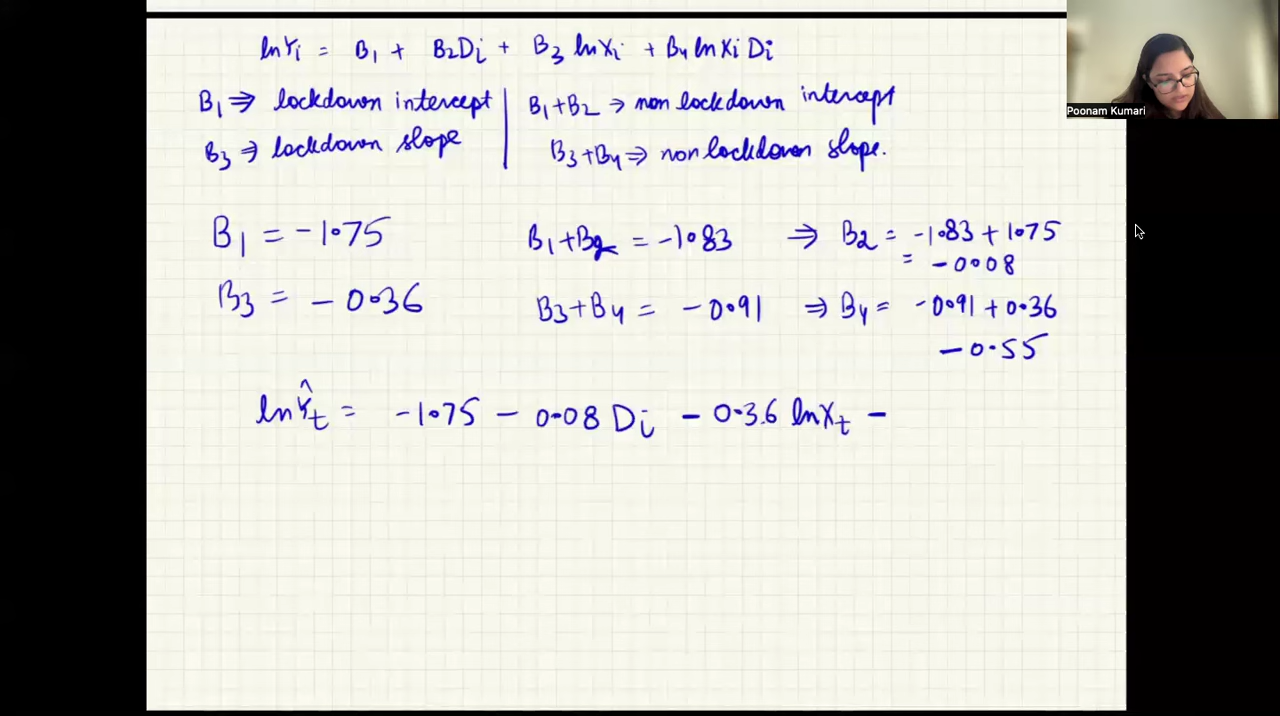 lnYi = B1 + B2Di + B3 lnXi + B4 lnXi Di
B1 ⇒ lockdown intercept | B1+B2 → non lockdown intercept
B3 ⇒ lockdown slope | B3+B4 ⇒ non lockdown slope.
Poonam Kumari
B1 = -1.75 B1+B2 = -1.83 ⇒ B2 = -1.83 + 1.75
= -0.08
B3 = - 0.36 B3+B4 = - 0.91 ⇒ B4 = -0.91 + 0.36
- 0.55
lnŶt = -1.75 - 0.08 Di - 0.36 lnXt -